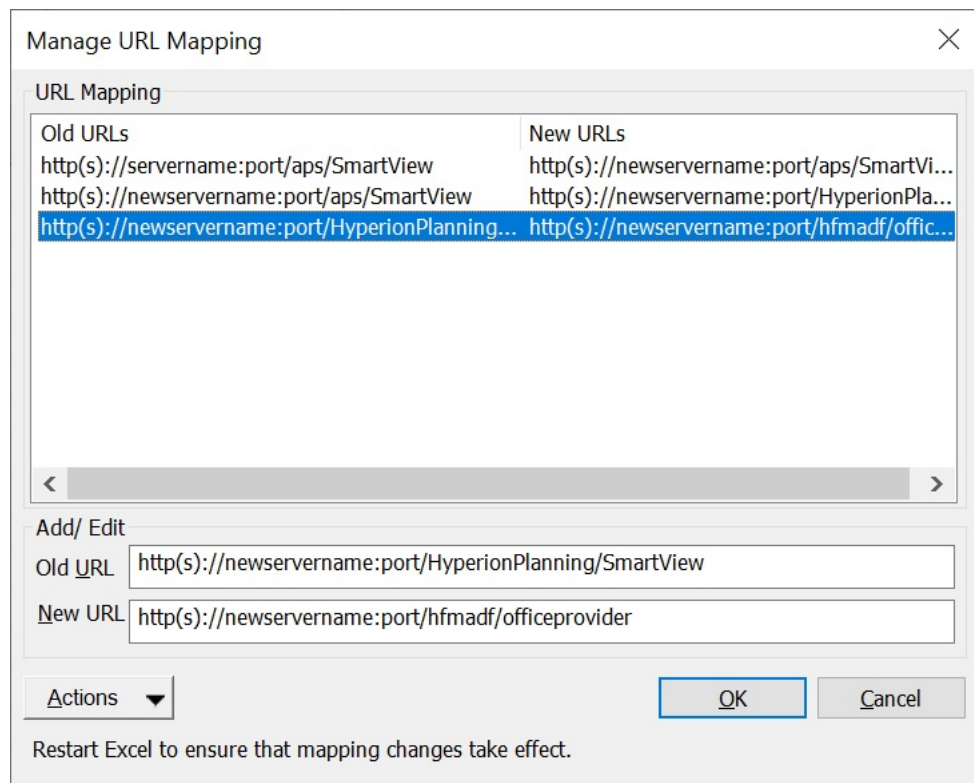 Manage URL Mapping
URL Mapping
Old URLs New URLs
http(s)://servername:port/aps/SmartView http(s)://newservername:port/aps/SmartVi...
http(s)://newservername:port/aps/SmartView http(s)://newservername:port/HyperionPla...
http(s)://newservername:port/HyperionPlanning... http(s)://newservername:port/hfmadf/offic...
Add/ Edit
Old URL http(s)://newservername:port/HyperionPlanning/SmartView
New URL http(s)://newservername:port/hfmadf/officeprovider
Actions OK Cancel
Restart Excel to ensure that mapping changes take effect.